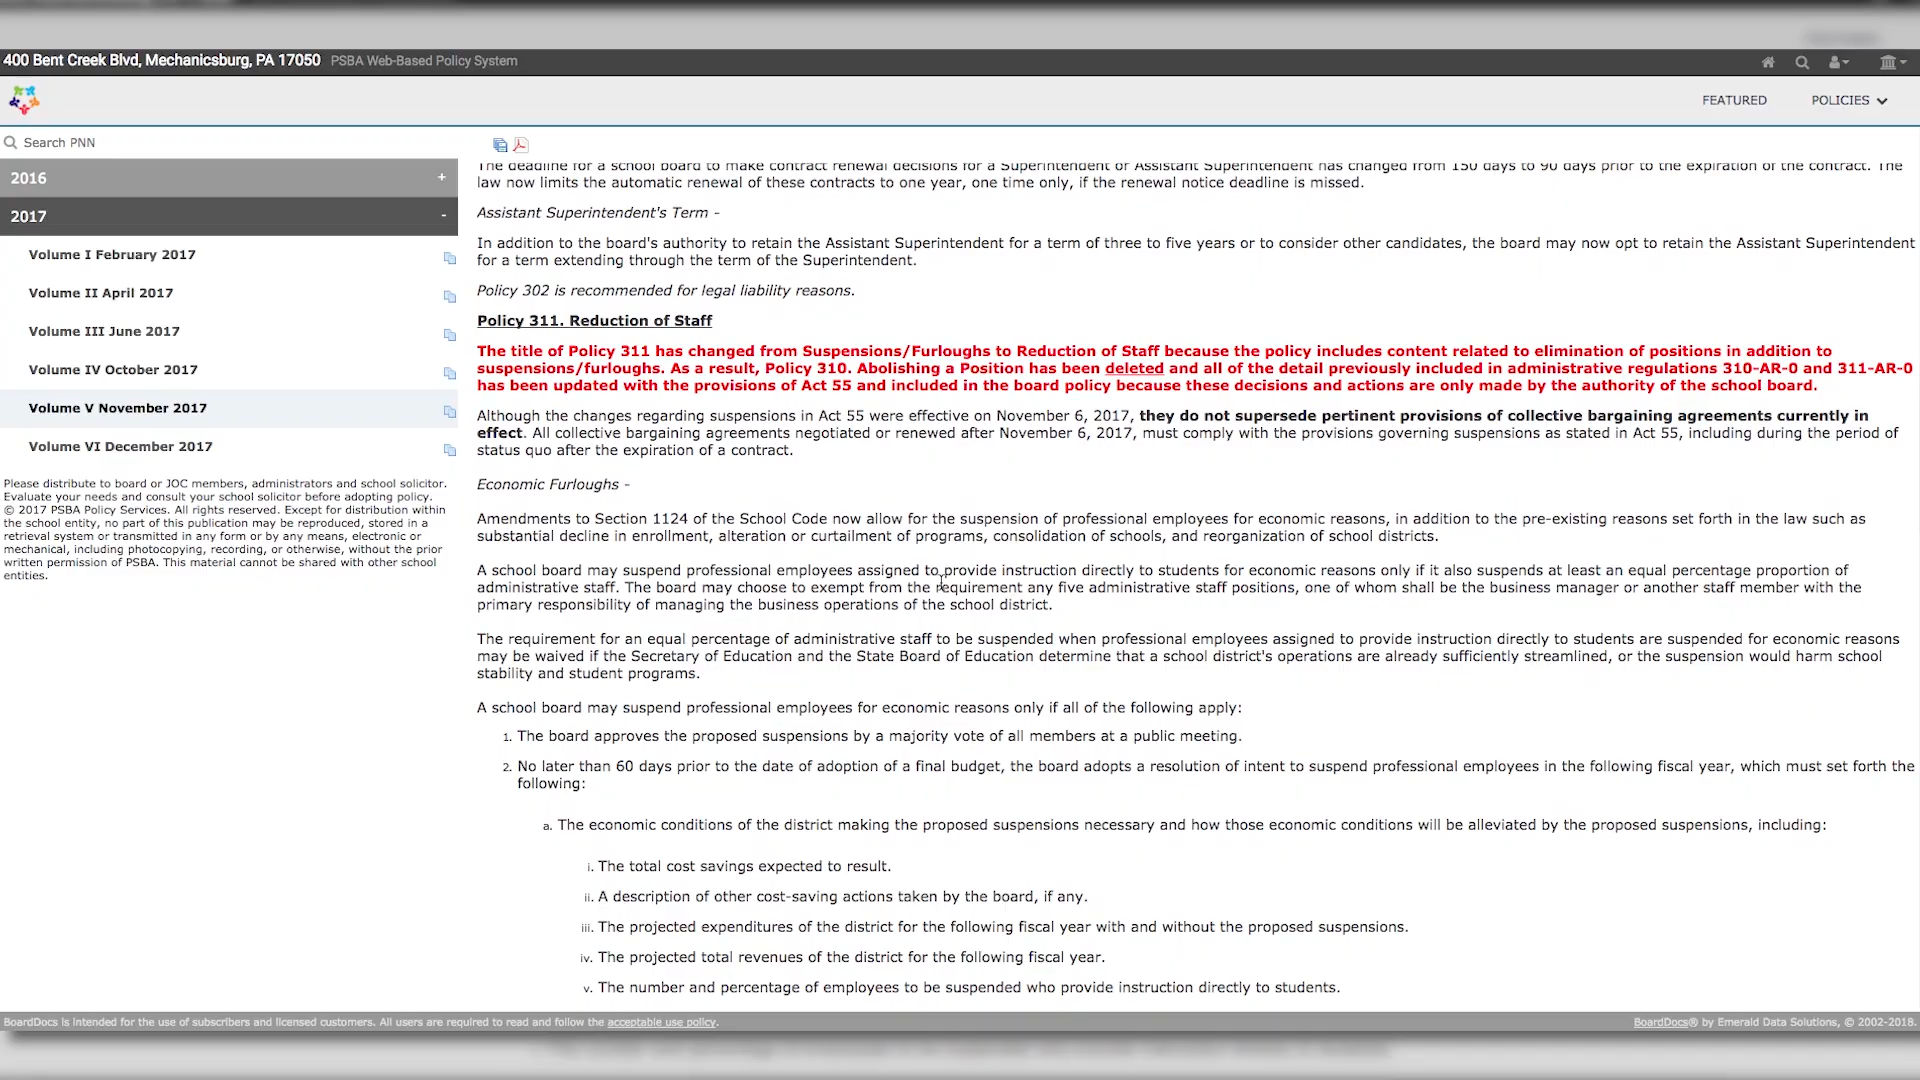 400 Bent Creek Blvd, Mechanicsburg, PA 17050 PSBA Web-Based Policy System
FEATURED POLICIES
Search PNN
2016 +
2017 -
Volume I February 2017
Volume II April 2017
Volume III June 2017
Volume IV October 2017
Volume V November 2017
Volume VI December 2017
Please distribute to board or JOC members, administrators and school solicitor.
Evaluate your needs and consult your school solicitor before adopting policy.
© 2017 PSBA Policy Services. All rights reserved. Except for distribution within
the school entity, no part of this publication may be reproduced, stored in a
retrieval system or transmitted in any form or by any means, electronic or
mechanical, including photocopying, recording, or otherwise, without the prior
written permission of PSBA. This material cannot be shared with other school
entities.
The deadline for a school board to make contract renewal decisions for a Superintendent or Assistant Superintendent has changed from 150 days to 90 days prior to the expiration of the contract. The
law now limits the automatic renewal of these contracts to one year, one time only, if the renewal notice deadline is missed.
Assistant Superintendent's Term -
In addition to the board's authority to retain the Assistant Superintendent for a term of three to five years or to consider other candidates, the board may now opt to retain the Assistant Superintendent
for a term extending through the term of the Superintendent.
Policy 302 is recommended for legal liability reasons.
Policy 311. Reduction of Staff
The title of Policy 311 has changed from Suspensions/Furloughs to Reduction of Staff because the policy includes content related to elimination of positions in addition to
suspensions/furloughs. As a result, Policy 310. Abolishing a Position has been deleted and all of the detail previously included in administrative regulations 310-AR-0 and 311-AR-0
has been updated with the provisions of Act 55 and included in the board policy because these decisions and actions are only made by the authority of the school board.
Although the changes regarding suspensions in Act 55 were effective on November 6, 2017, they do not supersede pertinent provisions of collective bargaining agreements currently in
effect. All collective bargaining agreements negotiated or renewed after November 6, 2017, must comply with the provisions governing suspensions as stated in Act 55, including during the period of
status quo after the expiration of a contract.
Economic Furloughs -
Amendments to Section 1124 of the School Code now allow for the suspension of professional employees for economic reasons, in addition to the pre-existing reasons set forth in the law such as
substantial decline in enrollment, alteration or curtailment of programs, consolidation of schools, and reorganization of school districts.
A school board may suspend professional employees assigned to provide instruction directly to students for economic reasons only if it also suspends at least an equal percentage proportion of
administrative staff. The board may choose to exempt from the requirement any five administrative staff positions, one of whom shall be the business manager or another staff member with the
primary responsibility of managing the business operations of the school district.
The requirement for an equal percentage of administrative staff to be suspended when professional employees assigned to provide instruction directly to students are suspended for economic reasons
may be waived if the Secretary of Education and the State Board of Education determine that a school district's operations are already sufficiently streamlined, or the suspension would harm school
stability and student programs.
A school board may suspend professional employees for economic reasons only if all of the following apply:
1. The board approves the proposed suspensions by a majority vote of all members at a public meeting.
2. No later than 60 days prior to the date of adoption of a final budget, the board adopts a resolution of intent to suspend professional employees in the following fiscal year, which must set forth the
following:
a. The economic conditions of the district making the proposed suspensions necessary and how those economic conditions will be alleviated by the proposed suspensions, including:
i. The total cost savings expected to result.
ii. A description of other cost-saving actions taken by the board, if any.
iii. The projected expenditures of the district for the following fiscal year with and without the proposed suspensions.
iv. The projected total revenues of the district for the following fiscal year.
v. The number and percentage of employees to be suspended who provide instruction directly to students.
BoardDocs is intended for the use of subscribers and licensed customers. All users are required to read and follow the acceptable use policy.
BoardDocs® by Emerald Data Solutions, © 2002-2018.